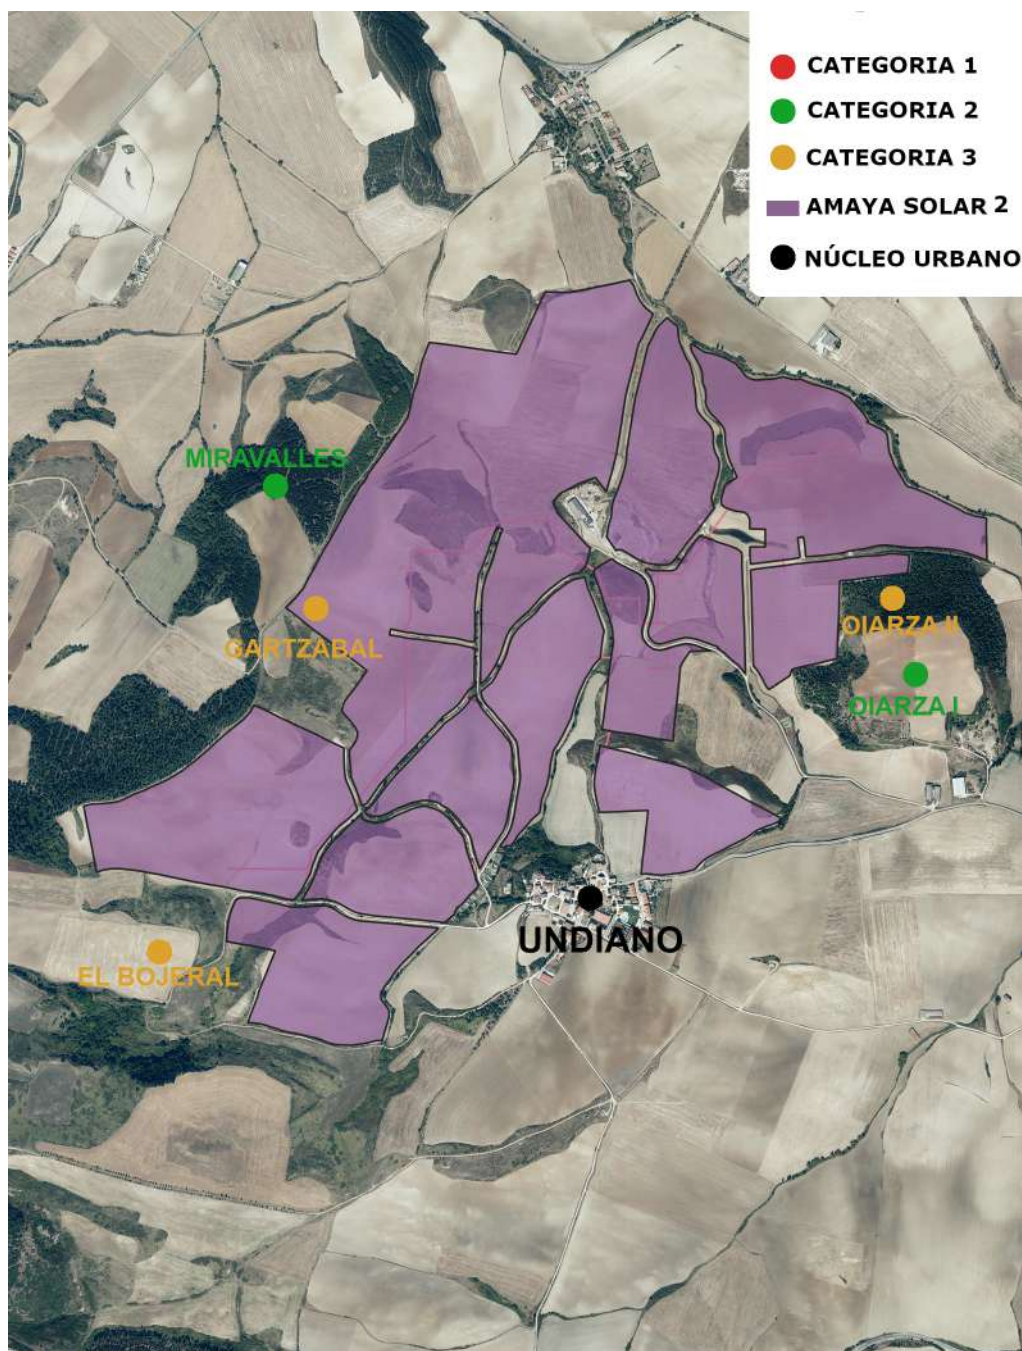 CATEGORIA 1
CATEGORIA 2
CATEGORIA 3
AMAYA SOLAR 2
NÚCLEO URBANO
MIRAVALLES
GARTZABAL
OIARZA II
OIARZA I
UNDIANO
EL BOJERAL